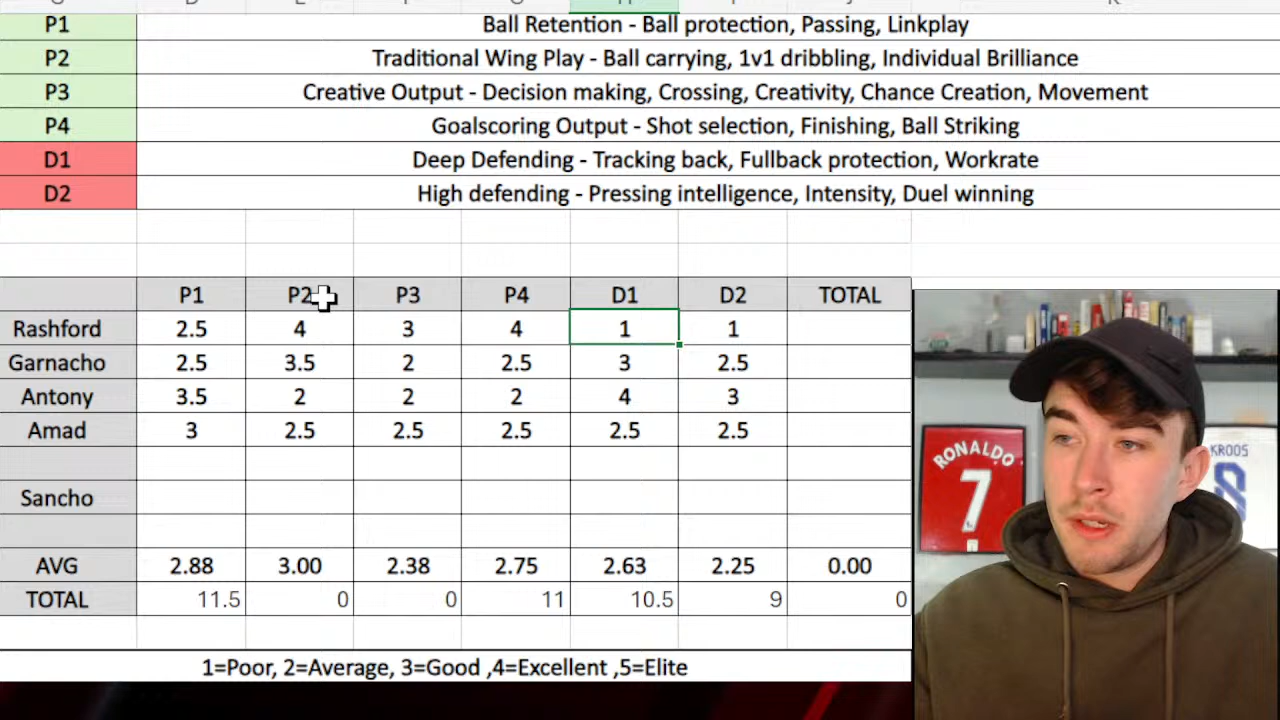 P1 Ball Retention - Ball protection, Passing, Linkplay
P2 Traditional Wing Play - Ball carrying, 1v1 dribbling, Individual Brilliance
P3 Creative Output - Decision making, Crossing, Creativity, Chance Creation, Movement
P4 Goalscoring Output - Shot selection, Finishing, Ball Striking
D1 Deep Defending - Tracking back, Fullback protection, Workrate
D2 High defending - Pressing intelligence, Intensity, Duel winning
P1 P2 P3 P4 D1 D2 TOTAL
Rashford 2.5 4 3 4 1 1
Garnacho 2.5 3.5 2 2.5 3 2.5
Antony 3.5 2 2 2 4 3
Amad 3 2.5 2.5 2.5 2.5 2.5
Sancho
AVG 2.88 3.00 2.38 2.75 2.63 2.25 0.00
TOTAL 11.5 0 0 11 10.5 9 0
1=Poor, 2=Average, 3=Good ,4=Excellent ,5=Elite
RONALDO
7
KROOS
8